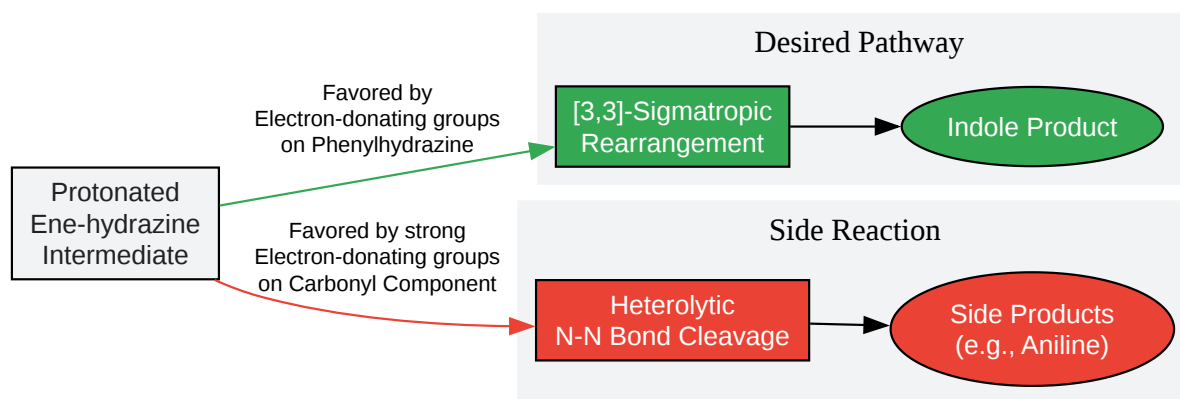 Desired Pathway
Favored by
Electron-donating groups
on Phenylhydrazine
[3,3]-Sigmatropic
Rearrangement
Indole Product
Protonated
Ene-hydrazine
Intermediate
Favored by strong
Electron-donating groups
on Carbonyl Component
Side Reaction
Heterolytic
N-N Bond Cleavage
Side Products
(e.g., Aniline)